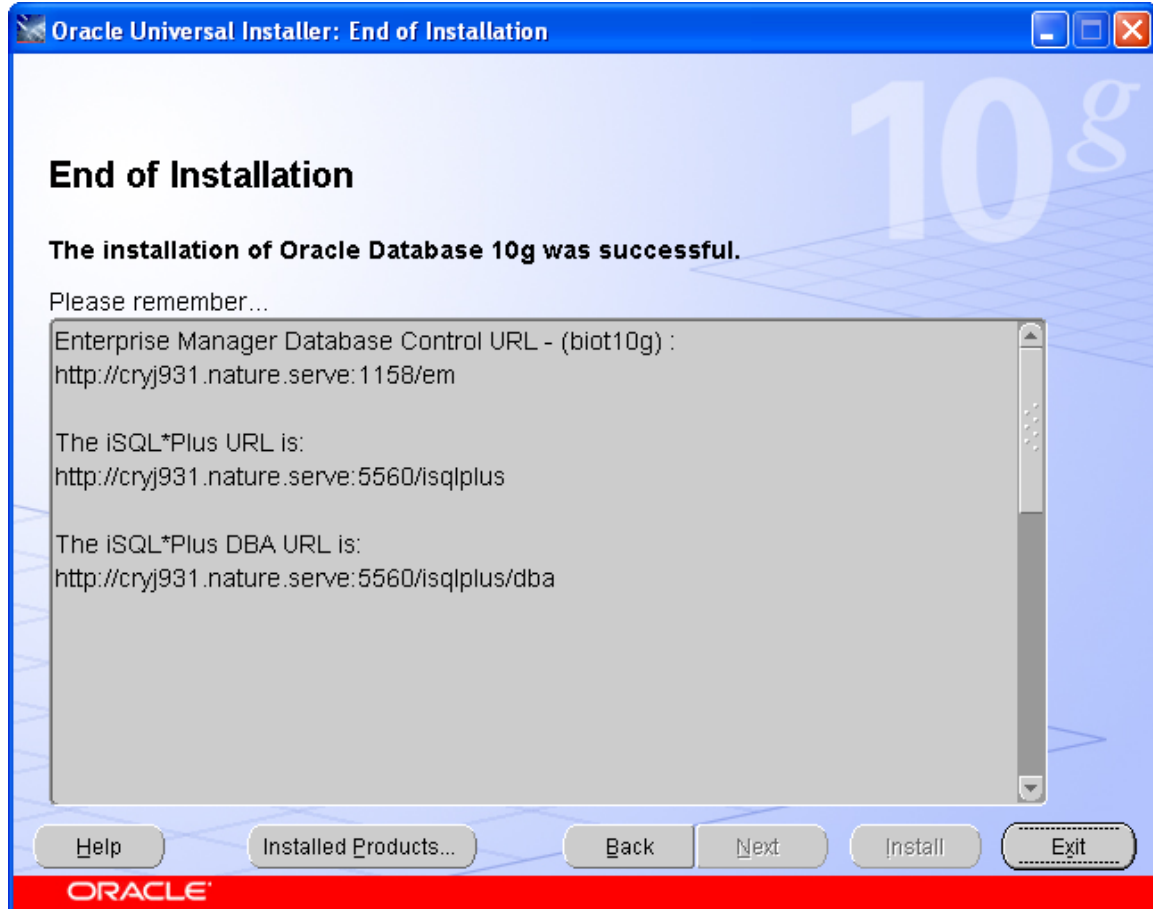 Oracle Universal Installer: End of Installation
10g
End of Installation
The installation of Oracle Database 10g was successful.
Please remember...
Enterprise Manager Database Control URL - (biot10g) :
http://cryj931.nature.serve:1158/em
The iSQL*Plus URL is:
http://cryj931.nature.serve:5560/isqlplus
The iSQL*Plus DBA URL is:
http://cryj931.nature.serve:5560/isqlplus/dba
Help Installed Products... Back Next Install Exit
ORACLE